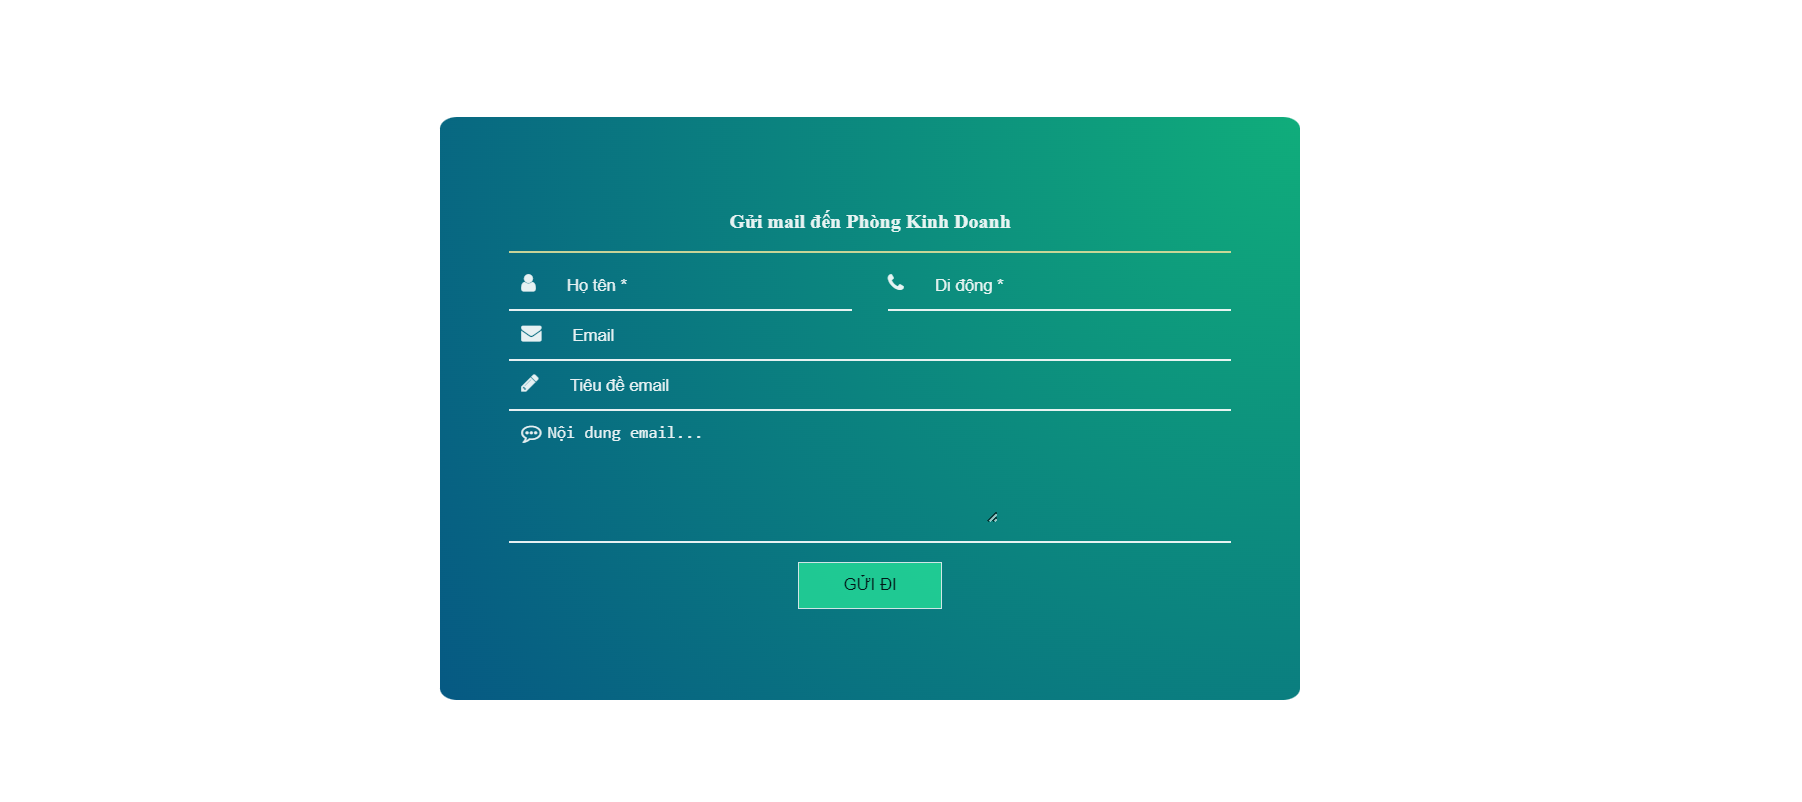 Gửi mail đến Phòng Kinh Doanh
Họ tên *
Di động *
Email
Tiêu đề email
Nội dung email...
GỬI ĐI